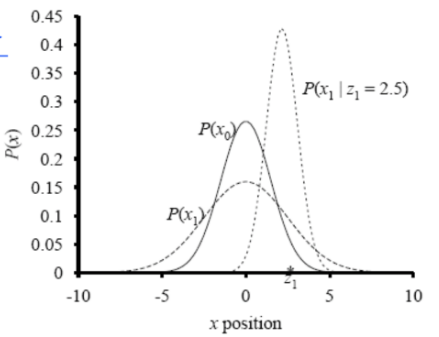 0.45
0.4
0.35
0.3
0.25
0.2
0.15
0.1
0.05
0
P(x)
P(x₁ | z₁ = 2.5)
P(x₀)
P(x₁)
-10 -5 0 5 10
*
z₁
x position